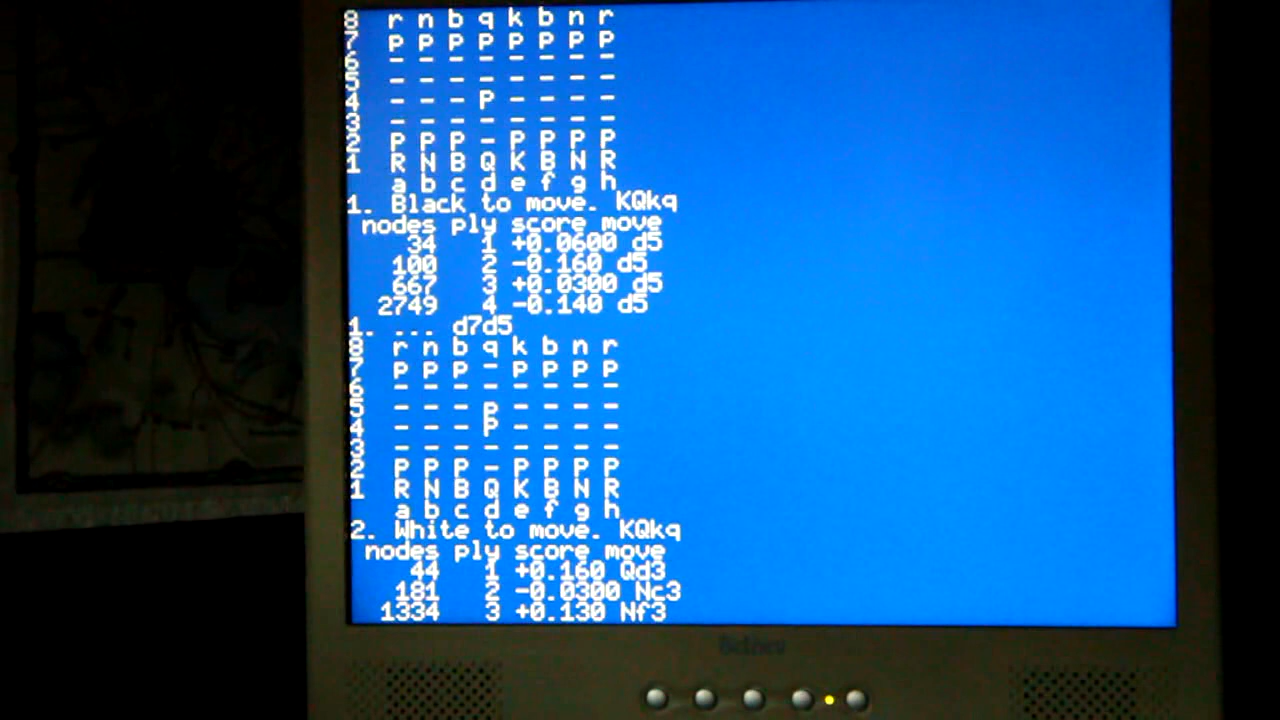 8 r n b q k b n r
7 P P P P P P P P
6 - - - - - - - -
5 - - - - - - - -
4 - - - P - - - -
3 - - - - - - - -
2 P P P - P P P P
1 R N B Q K B N R
a b c d e f g h
1. Black to move. KQkq
nodes ply score move
34 1 +0.0600 d5
100 2 -0.160 d5
667 3 +0.0300 d5
2749 4 -0.140 d5
1. ... d7d5
8 r n b q k b n r
7 P P P - P P P P
6 - - - - - - - -
5 - - - p - - - -
4 - - - P - - - -
3 - - - - - - - -
2 P P P - P P P P
1 R N B Q K B N R
a b c d e f g h
2. White to move. KQkq
nodes ply score move
44 1 +0.160 Qd3
181 2 -0.0300 Nc3
1334 3 +0.130 Nf3